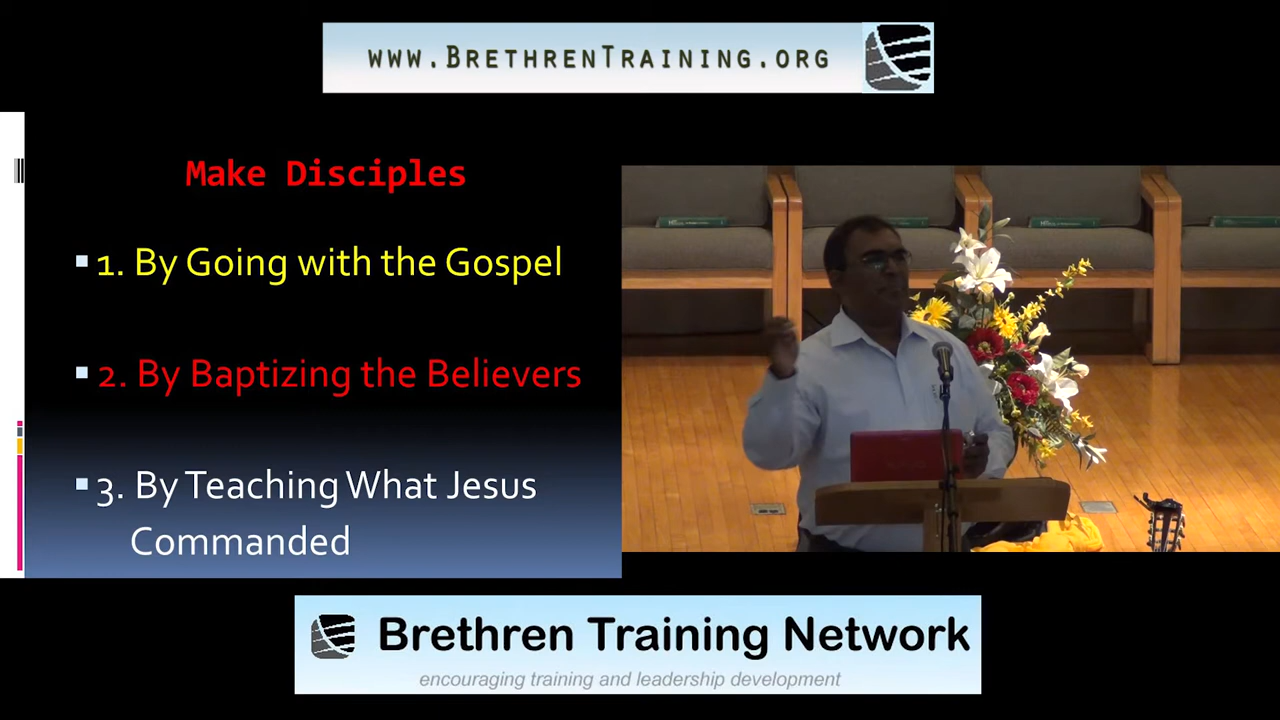 www.BrethrenTraining.org
Make Disciples
1. By Going with the Gospel
2. By Baptizing the Believers
3. By Teaching What Jesus
Commanded
Brethren Training Network
encouraging training and leadership development